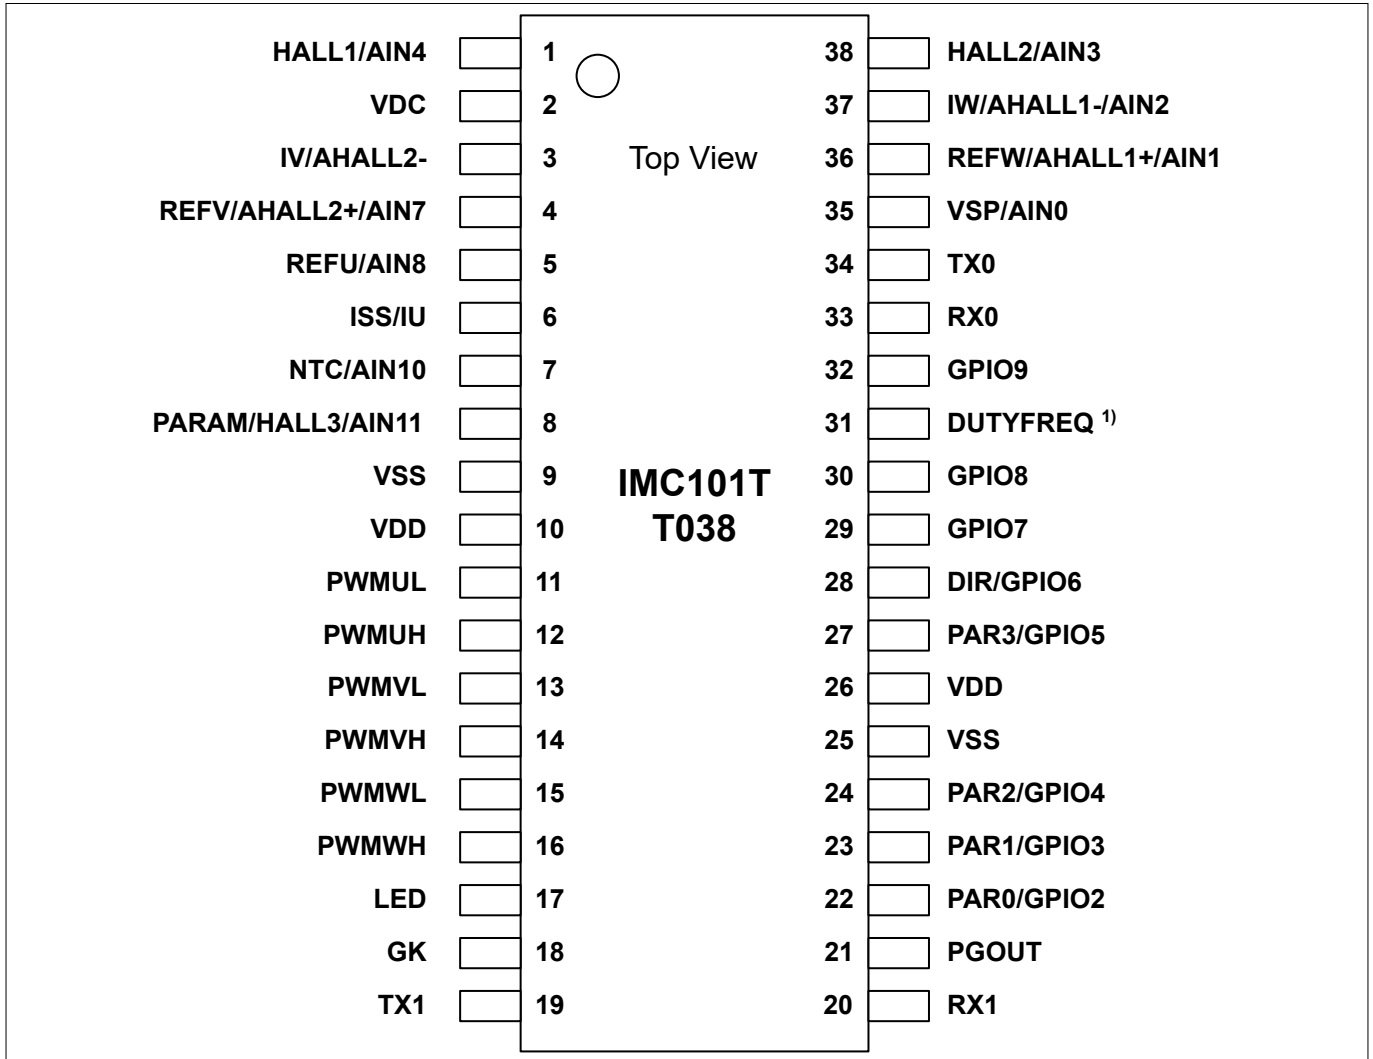 HALL1/AIN4 1 38 HALL2/AIN3
VDC 2 37 IW/AHALL1-/AIN2
IV/AHALL2- 3 Top View 36 REFW/AHALL1+/AIN1
REFV/AHALL2+/AIN7 4 35 VSP/AIN0
REFU/AIN8 5 34 TX0
ISS/IU 6 33 RX0
NTC/AIN10 7 32 GPIO9
PARAM/HALL3/AIN11 8 31 DUTYFREQ 1)
VSS 9 IMC101T 30 GPIO8
VDD 10 T038 29 GPIO7
PWMUL 11 28 DIR/GPIO6
PWMUH 12 27 PAR3/GPIO5
PWMVL 13 26 VDD
PWMVH 14 25 VSS
PWMWL 15 24 PAR2/GPIO4
PWMWH 16 23 PAR1/GPIO3
LED 17 22 PAR0/GPIO2
GK 18 21 PGOUT
TX1 19 20 RX1